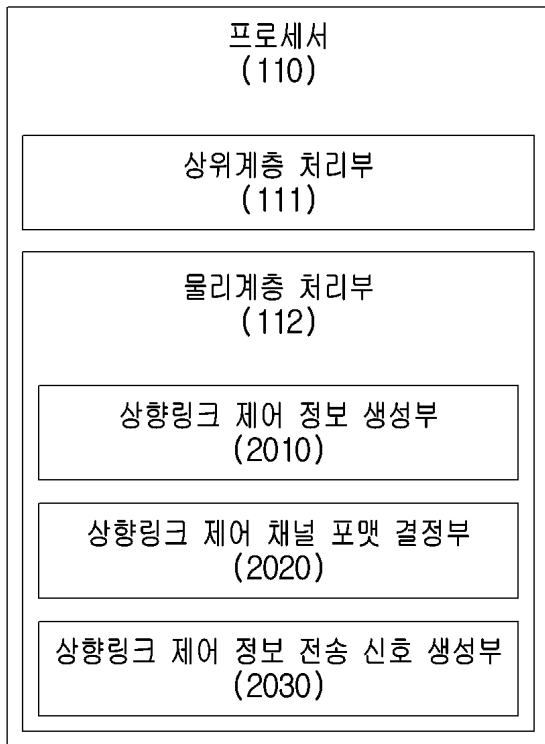 프로세서
(110)
상위계층 처리부
(111)
물리계층 처리부
(112)
상향링크 제어 정보 생성부
(2010)
상향링크 제어 채널 포맷 결정부
(2020)
상향링크 제어 정보 전송 신호 생성부
(2030)